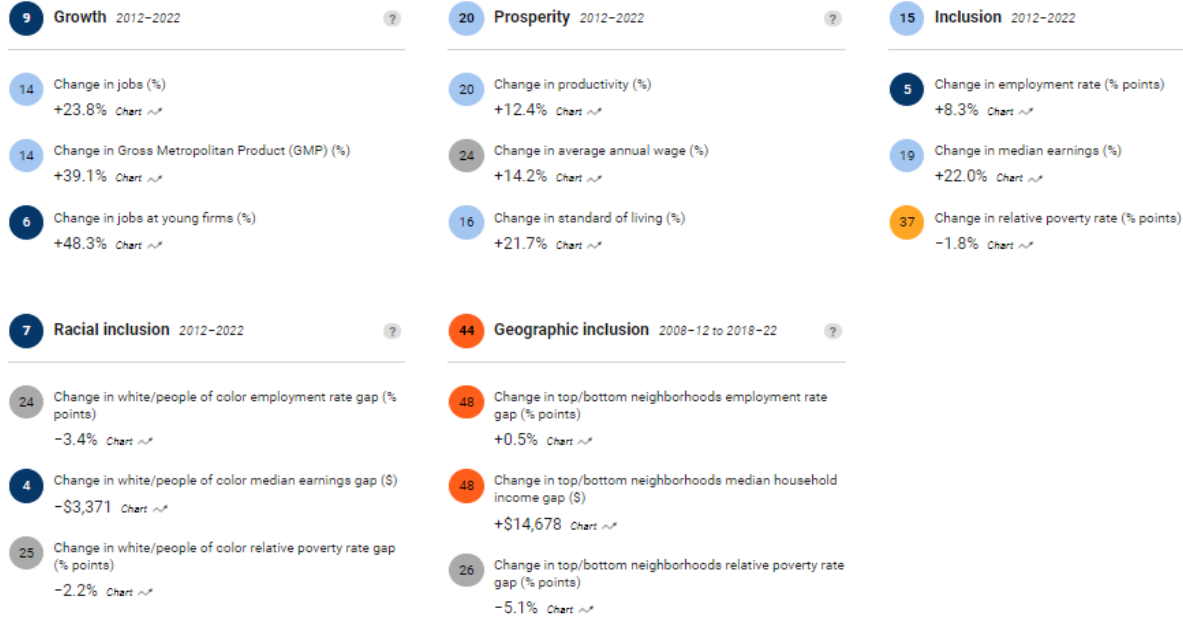 9 Growth 2012–2022 ?
14 Change in jobs (%)
+23.8% Chart
14 Change in Gross Metropolitan Product (GMP) (%)
+39.1% Chart
6 Change in jobs at young firms (%)
+48.3% Chart
20 Prosperity 2012–2022 ?
20 Change in productivity (%)
+12.4% Chart
24 Change in average annual wage (%)
+14.2% Chart
16 Change in standard of living (%)
+21.7% Chart
15 Inclusion 2012–2022
5 Change in employment rate (% points)
+8.3% Chart
19 Change in median earnings (%)
+22.0% Chart
37 Change in relative poverty rate (% points)
−1.8% Chart
7 Racial inclusion 2012–2022 ?
24 Change in white/people of color employment rate gap (%
points)
−3.4% Chart
4 Change in white/people of color median earnings gap ($)
−$3,371 Chart
25 Change in white/people of color relative poverty rate gap
(% points)
−2.2% Chart
44 Geographic inclusion 2008–12 to 2018–22 ?
48 Change in top/bottom neighborhoods employment rate
gap (% points)
+0.5% Chart
48 Change in top/bottom neighborhoods median household
income gap ($)
+$14,678 Chart
26 Change in top/bottom neighborhoods relative poverty rate
gap (% points)
−5.1% Chart